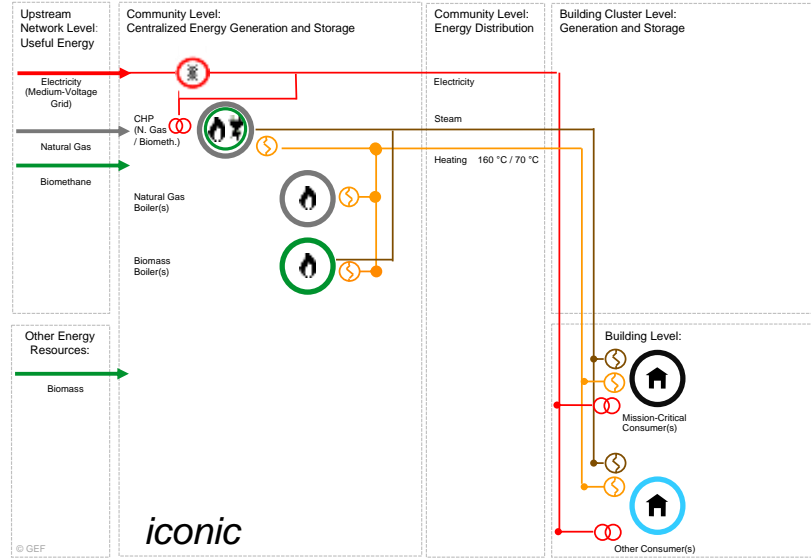 Upstream
Network Level:
Useful Energy
Community Level:
Centralized Energy Generation and Storage
Community Level:
Energy Distribution
Building Cluster Level:
Generation and Storage
Electricity
(Medium-Voltage
Grid)
Electricity
CHP
(N. Gas
/ Biometh.)
Steam
Natural Gas
Heating 160 °C / 70 °C
Biomethane
Natural Gas
Boiler(s)
Biomass
Boiler(s)
Other Energy
Resources:
Building Level:
Biomass
Mission-Critical
Consumer(s)
iconic
© GEF
Other Consumer(s)